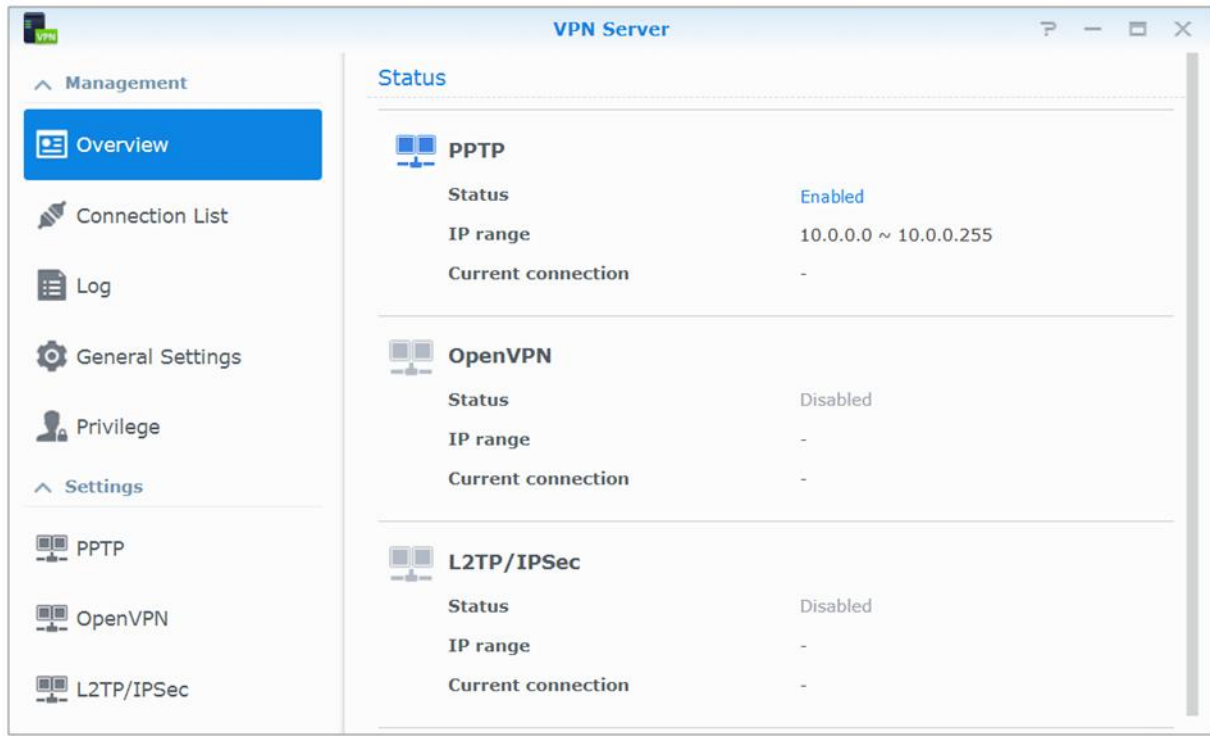 VPN
VPN Server
Management
Overview
Connection List
Log
General Settings
Privilege
Settings
PPTP
OpenVPN
L2TP/IPSec
Status
PPTP
Status Enabled
IP range 10.0.0.0 ~ 10.0.0.255
Current connection -
OpenVPN
Status Disabled
IP range -
Current connection -
L2TP/IPSec
Status Disabled
IP range -
Current connection -